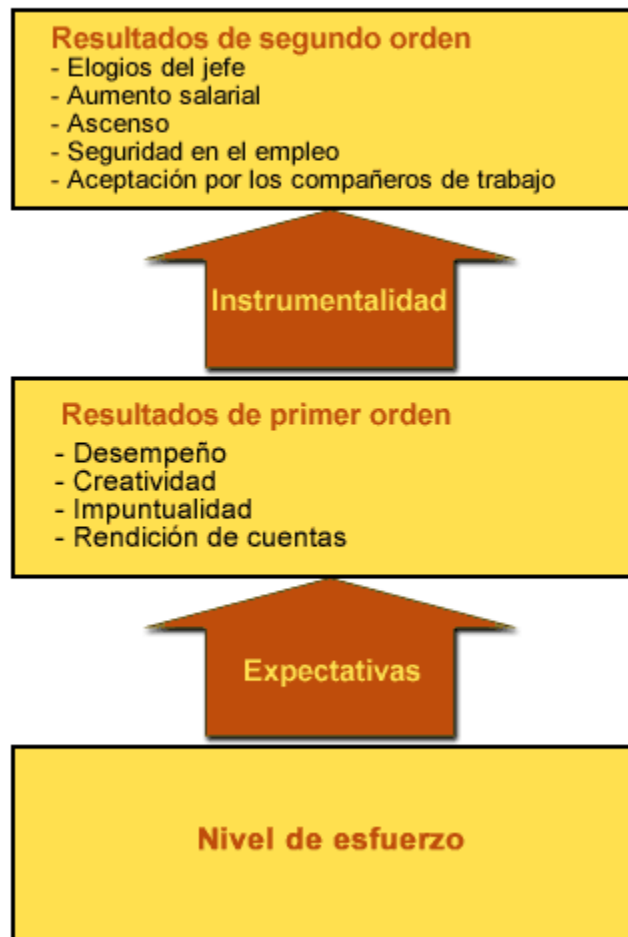 Resultados de segundo orden
- Elogios del jefe
- Aumento salarial
- Ascenso
- Seguridad en el empleo
- Aceptación por los compañeros de trabajo
Instrumentalidad
Resultados de primer orden
- Desempeño
- Creatividad
- Impuntualidad
- Rendición de cuentas
Expectativas
Nivel de esfuerzo